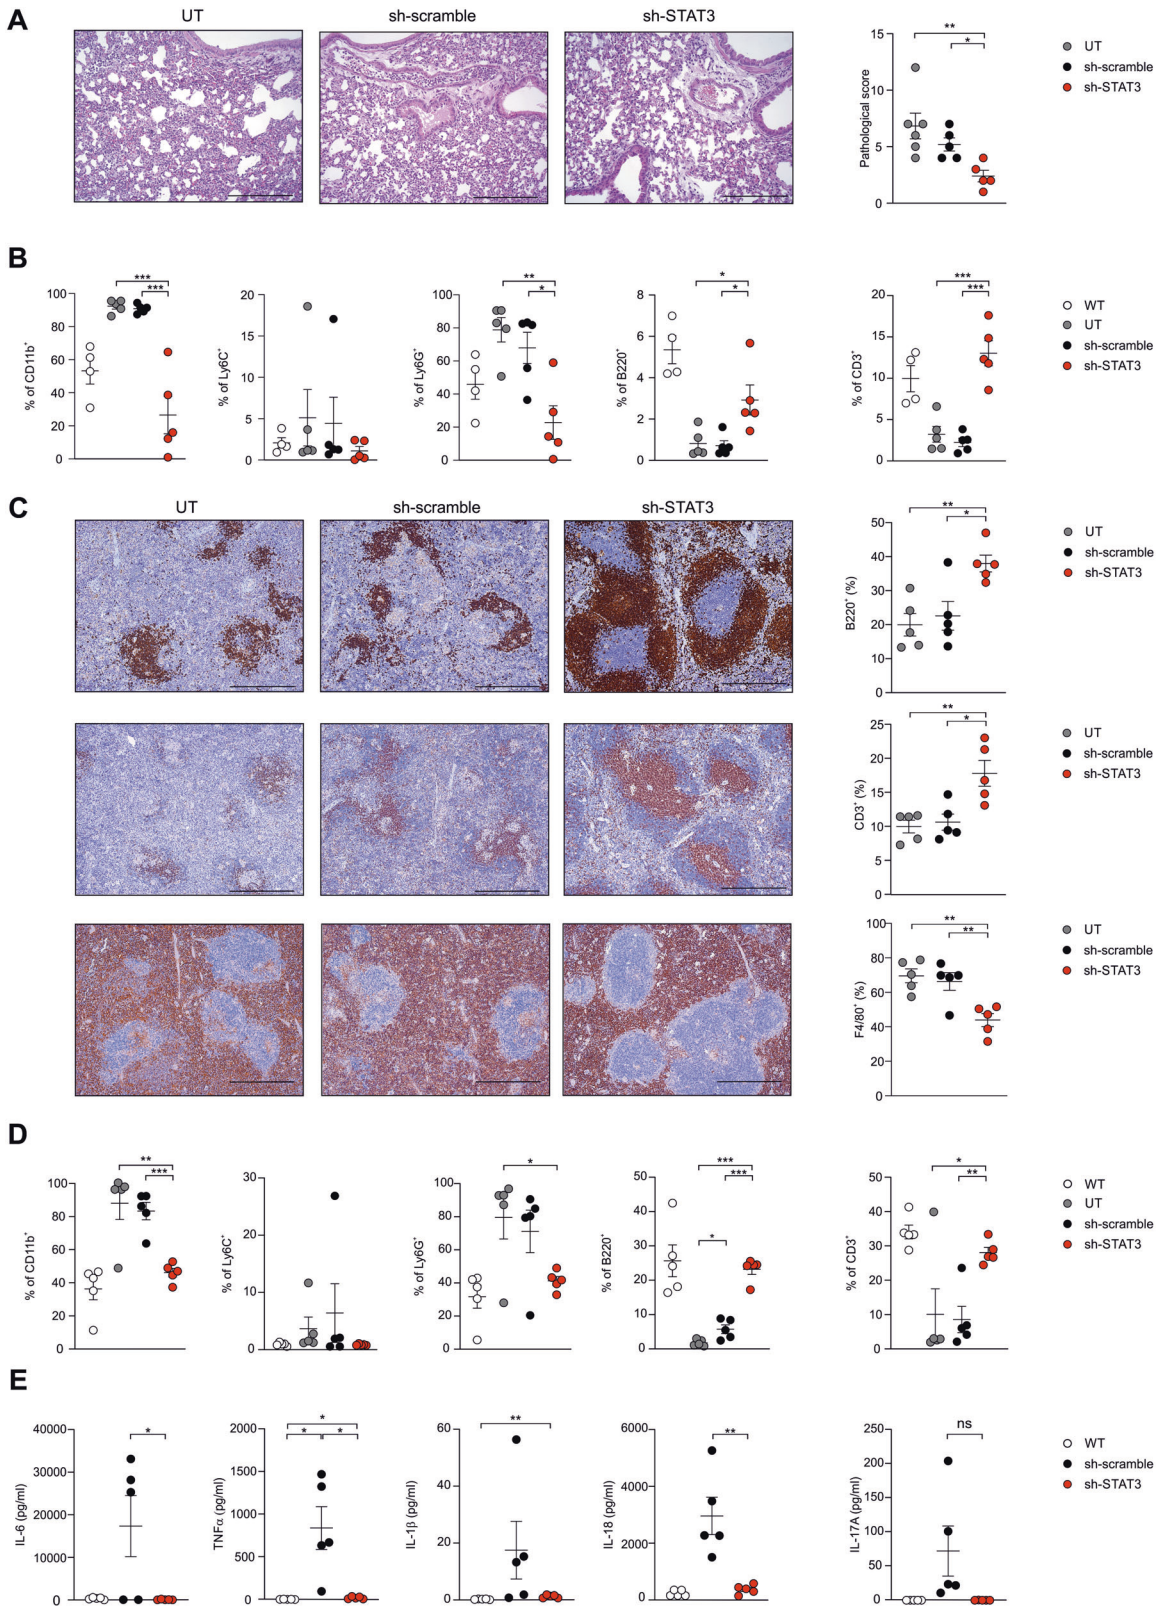 A
UT
sh-scramble
sh-STAT3
Pathological score
15
10
5
0
**
*
UT
sh-scramble
sh-STAT3
B
% of CD11b+
100
80
60
40
20
0
***
***
% of Ly6C+
20
15
10
5
0
% of Ly6G+
100
80
60
40
20
0
**
*
% of B220+
8
6
4
2
0
*
*
% of CD3+
20
15
10
5
0
***
***
WT
UT
sh-scramble
sh-STAT3
C
UT
sh-scramble
sh-STAT3
B220+ (%)
50
40
30
20
10
0
**
*
UT
sh-scramble
sh-STAT3
CD3+ (%)
25
20
15
10
5
0
**
*
UT
sh-scramble
sh-STAT3
F4/80+ (%)
100
80
60
40
20
0
**
**
UT
sh-scramble
sh-STAT3
D
% of CD11b+
100
80
60
40
20
0
**
***
% of Ly6C+
30
20
10
0
% of Ly6G+
100
80
60
40
20
0
*
% of B220+
50
40
30
20
10
0
***
***
*
% of CD3+
50
40
30
20
10
0
*
**
WT
UT
sh-scramble
sh-STAT3
E
IL-6 (pg/ml)
40000
30000
20000
10000
0
*
TNFα (pg/ml)
2000
1500
1000
500
0
*
*
*
IL-1β (pg/ml)
60
40
20
0
**
IL-18 (pg/ml)
6000
4000
2000
0
**
IL-17A (pg/ml)
250
200
150
100
50
0
ns
WT
sh-scramble
sh-STAT3